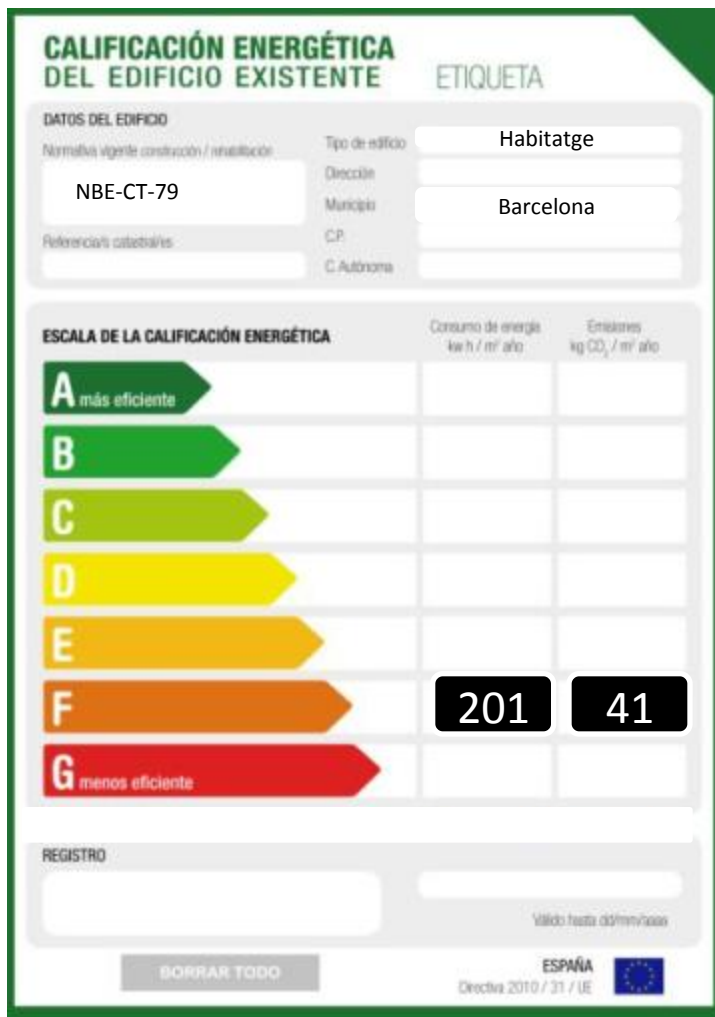 CALIFICACIÓN ENERGÉTICA
DEL EDIFICIO EXISTENTE ETIQUETA
DATOS DEL EDIFICIO
Normativa vigente construcción / rehabilitación
NBE-CT-79
Referencia/s catastral/es
Tipo de edificio Habitatge
Dirección
Municipio Barcelona
C.P.
C. Autónoma
ESCALA DE LA CALIFICACIÓN ENERGÉTICA
Consumo de energía
kw h / m² año
Emisiones
kg CO₂ / m² año
A más eficiente
B
C
D
E
F 201 41
G menos eficiente
REGISTRO
Válido hasta dd/mm/aaaa
BORRAR TODO
ESPAÑA
Directiva 2010 / 31 / UE